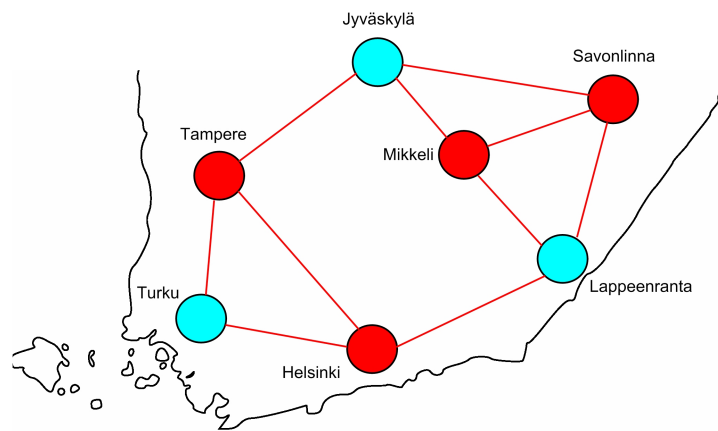 Jyväskylä
Savonlinna
Tampere
Mikkeli
Turku
Lappeenranta
Helsinki